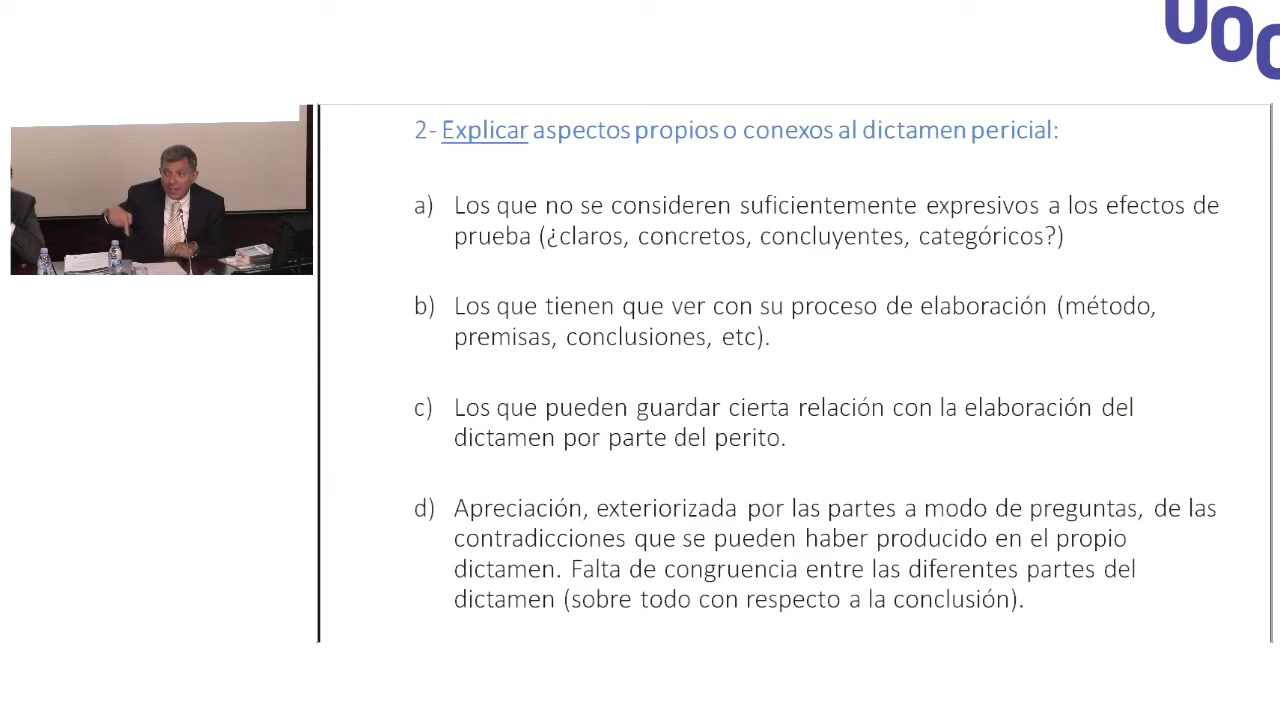 UOC
2- Explicar aspectos propios o conexos al dictamen pericial:
a) Los que no se consideren suficientemente expresivos a los efectos de
prueba (¿claros, concretos, concluyentes, categóricos?)
b) Los que tienen que ver con su proceso de elaboración (método,
premisas, conclusiones, etc).
c) Los que pueden guardar cierta relación con la elaboración del
dictamen por parte del perito.
d) Apreciación, exteriorizada por las partes a modo de preguntas, de las
contradicciones que se pueden haber producido en el propio
dictamen. Falta de congruencia entre las diferentes partes del
dictamen (sobre todo con respecto a la conclusión).